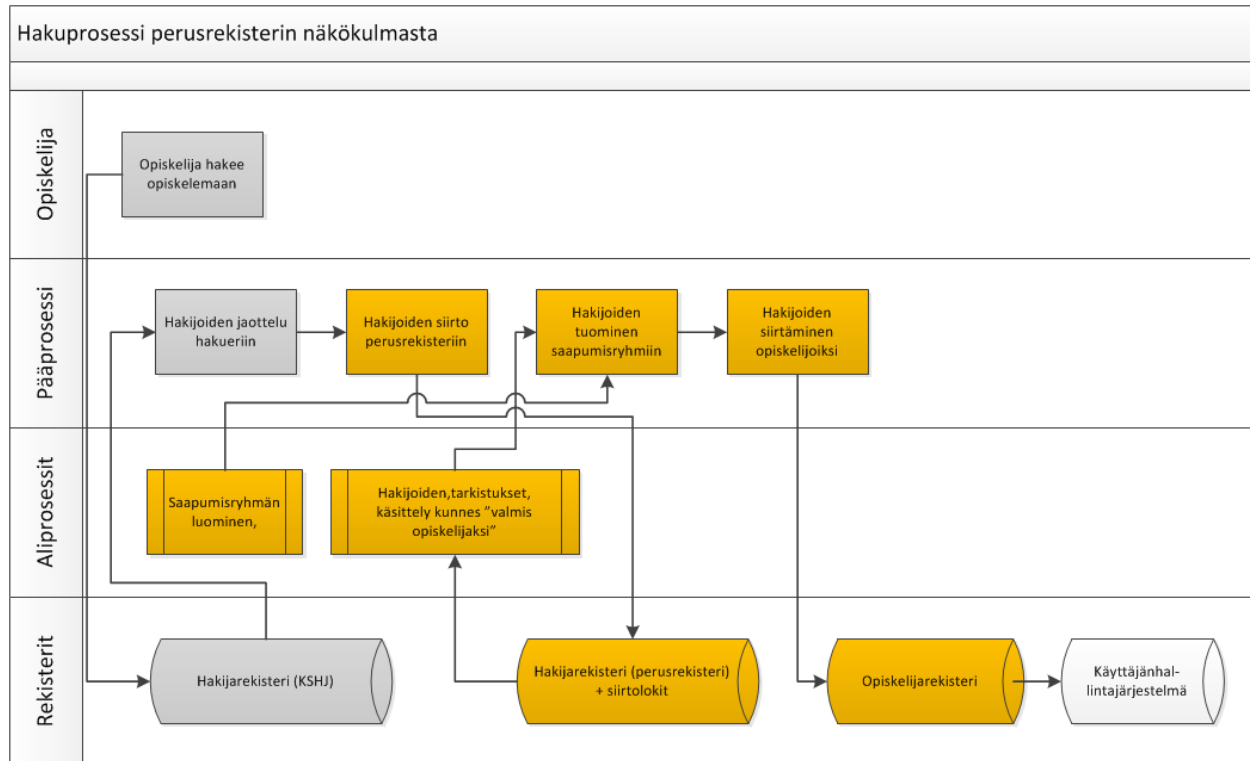 Hakuprosessi perusrekisterin näkökulmasta
Opiskelija
Opiskelija hakee
opiskelemaan
Pääprosessi
Hakijoiden jaottelu
hakueriin
Hakijoiden siirto
perusrekisteriin
Hakijoiden
tuominen
saapumisryhmiin
Hakijoiden
siirtäminen
opiskelijoiksi
Aliprosessit
Saapumisryhmän
luominen,
Hakijoiden,tarkistukset,
käsittely kunnes ”valmis
opiskelijaksi”
Rekisterit
Hakijarekisteri (KSHJ)
Hakijarekisteri (perusrekisteri)
+ siirtolokit
Opiskelijarekisteri
Käyttäjänhal-
lintajärjestelmä